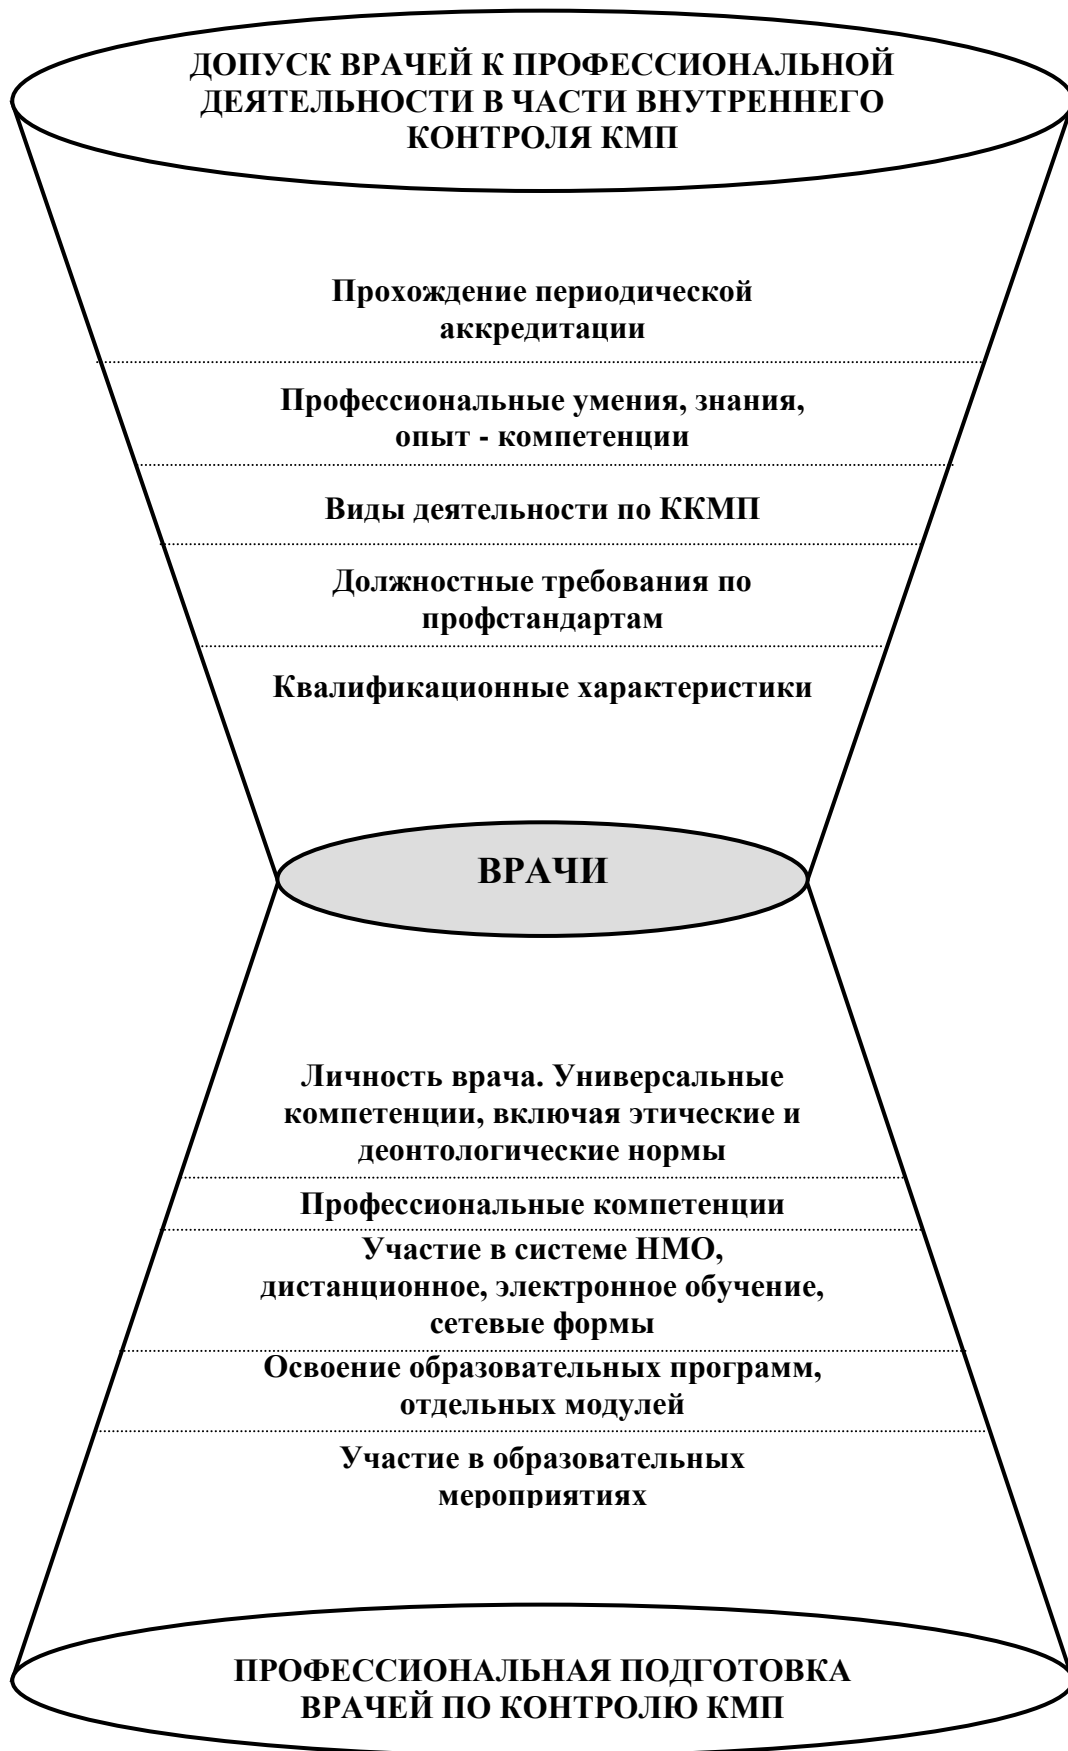 ДОПУСК ВРАЧЕЙ К ПРОФЕССИОНАЛЬНОЙ
ДЕЯТЕЛЬНОСТИ В ЧАСТИ ВНУТРЕННЕГО
КОНТРОЛЯ КМП
Прохождение периодической
аккредитации
Профессиональные умения, знания,
опыт - компетенции
Виды деятельности по ККМП
Должностные требования по
профстандартам
Квалификационные характеристики
ВРАЧИ
Личность врача. Универсальные
компетенции, включая этические и
деонтологические нормы
Профессиональные компетенции
Участие в системе НМО,
дистанционное, электронное обучение,
сетевые формы
Освоение образовательных программ,
отдельных модулей
Участие в образовательных
мероприятиях
ПРОФЕССИОНАЛЬНАЯ ПОДГОТОВКА
ВРАЧЕЙ ПО КОНТРОЛЮ КМП